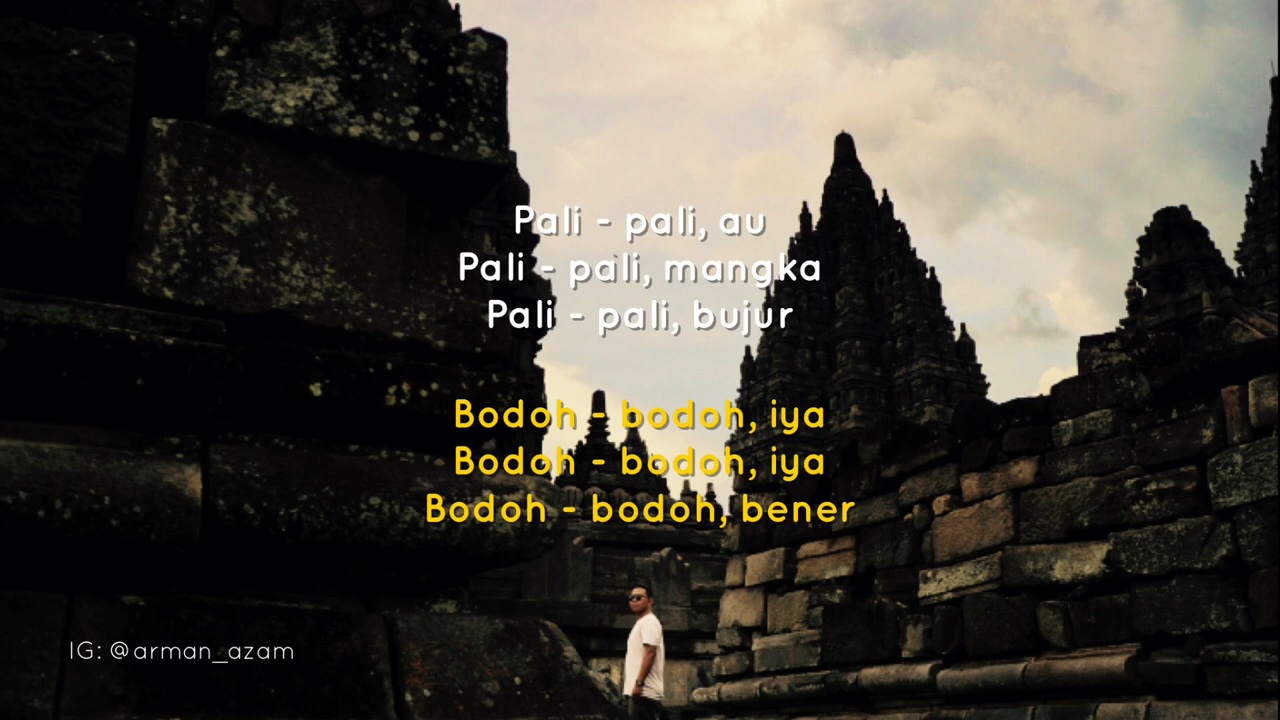 Pali - pali, au
Pali - pali, mangka
Pali - pali, bujur
Bodoh - bodoh, iya
Bodoh - bodoh, iya
Bodoh - bodoh, bener
IG: @arman_azam